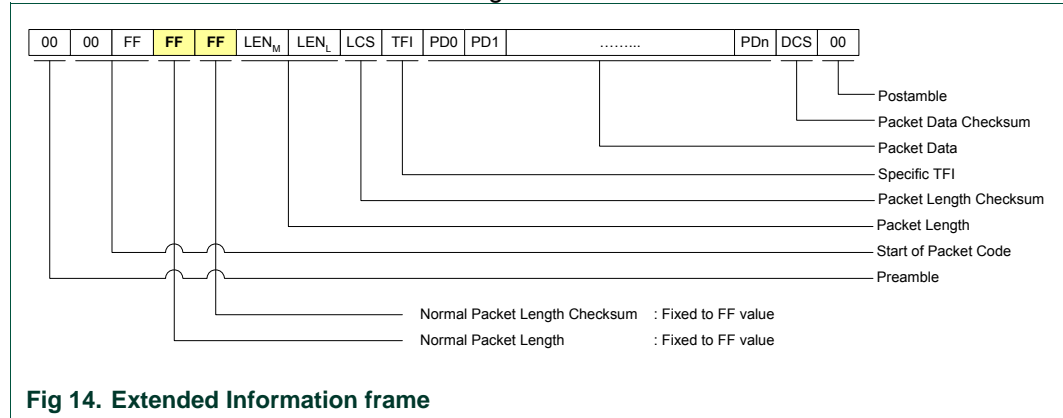 00 00 FF FF FF LENM LENL LCS TFI PD0 PD1 ……... PDn DCS 00
Postamble
Packet Data Checksum
Packet Data
Specific TFI
Packet Length Checksum
Packet Length
Start of Packet Code
Preamble
Normal Packet Length Checksum : Fixed to FF value
Normal Packet Length : Fixed to FF value
Fig 14. Extended Information frame